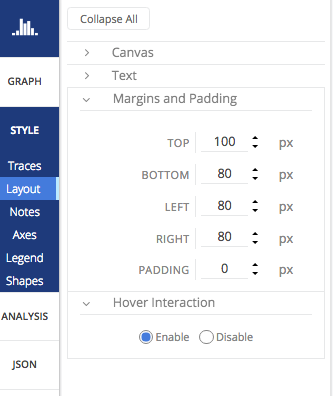 Collapse All
GRAPH
STYLE
Traces
Layout
Notes
Axes
Legend
Shapes
ANALYSIS
JSON
Canvas
Text
Margins and Padding
TOP 100 px
BOTTOM 80 px
LEFT 80 px
RIGHT 80 px
PADDING 0 px
Hover Interaction
Enable Disable